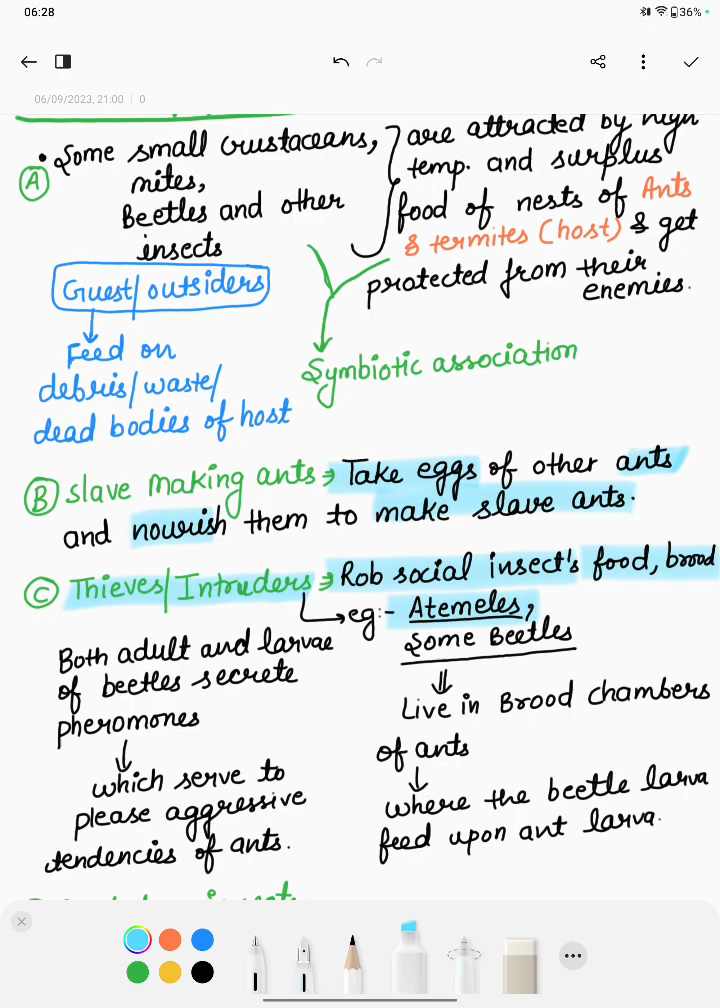 06:28
36%
06/09/2023, 21:00 | 0
A
• Some small crustaceans,
mites,
Beetles and other
insects
are attracted by high
temp. and surplus
food of nests of Ants
& termites (host) & get
protected from their
enemies.
Guest/outsiders
Feed on
debris/waste/
dead bodies of host
Symbiotic association
B Slave making ants → Take eggs of other ants
and nourish them to make slave ants.
C Thieves/Intruders → Rob social insect's food, brood
→ eg:- Atemeles,
Some Beetles
Both adult and larvae
of beetles secrete
pheromones
↓
which serve to
please aggressive
tendencies of ants.
⇓
Live in Brood chambers
of ants
↓
where the beetle larva
feed upon ant larva.